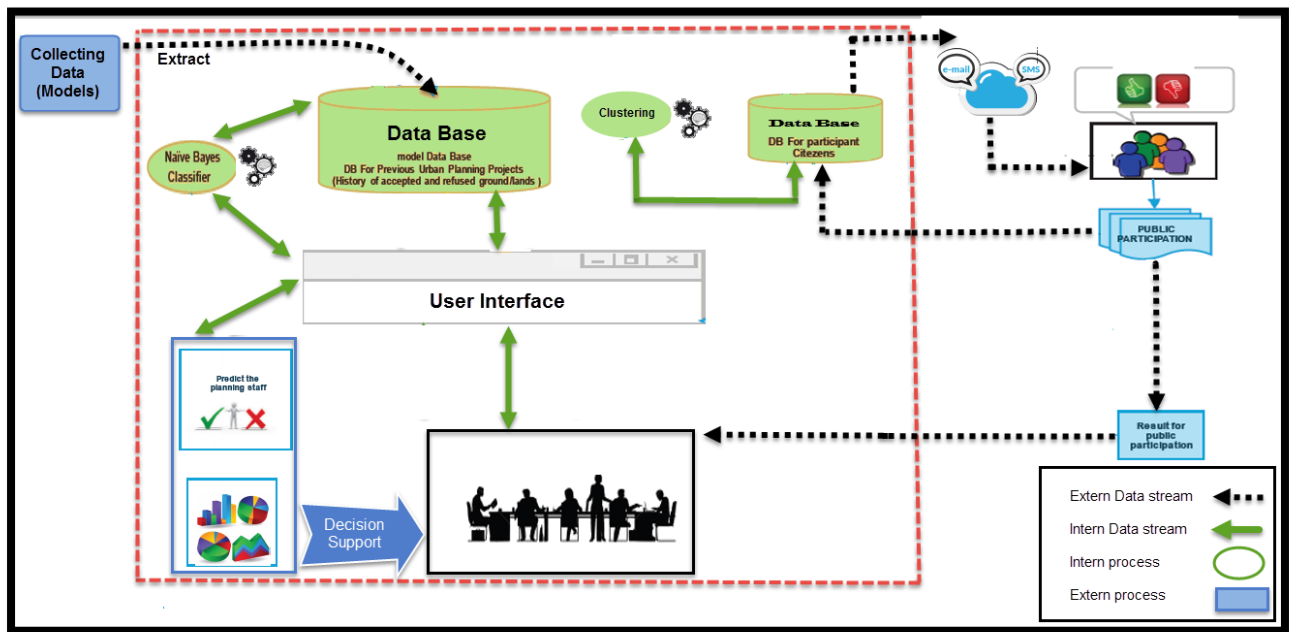 Collecting
Data
(Models)
Extract
Data Base
model Data Base
DB For Previous Urban Planning Projects
(History of accepted and refused ground/lands )
Naïve Bayes
Classifier
Clustering
Data Base
DB For participant
Citezens
e-mail
SMS
PUBLIC
PARTICIPATION
User Interface
Predict the
planning staff
Decision
Support
Result for
public
participation
Extern Data stream
Intern Data stream
Intern process
Extern process